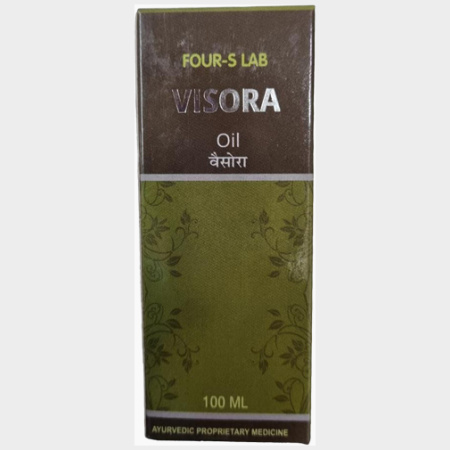 FOUR-S LAB
VISORA
Oil
वैसोरा
100 ML
AYURVEDIC PROPRIETARY MEDICINE